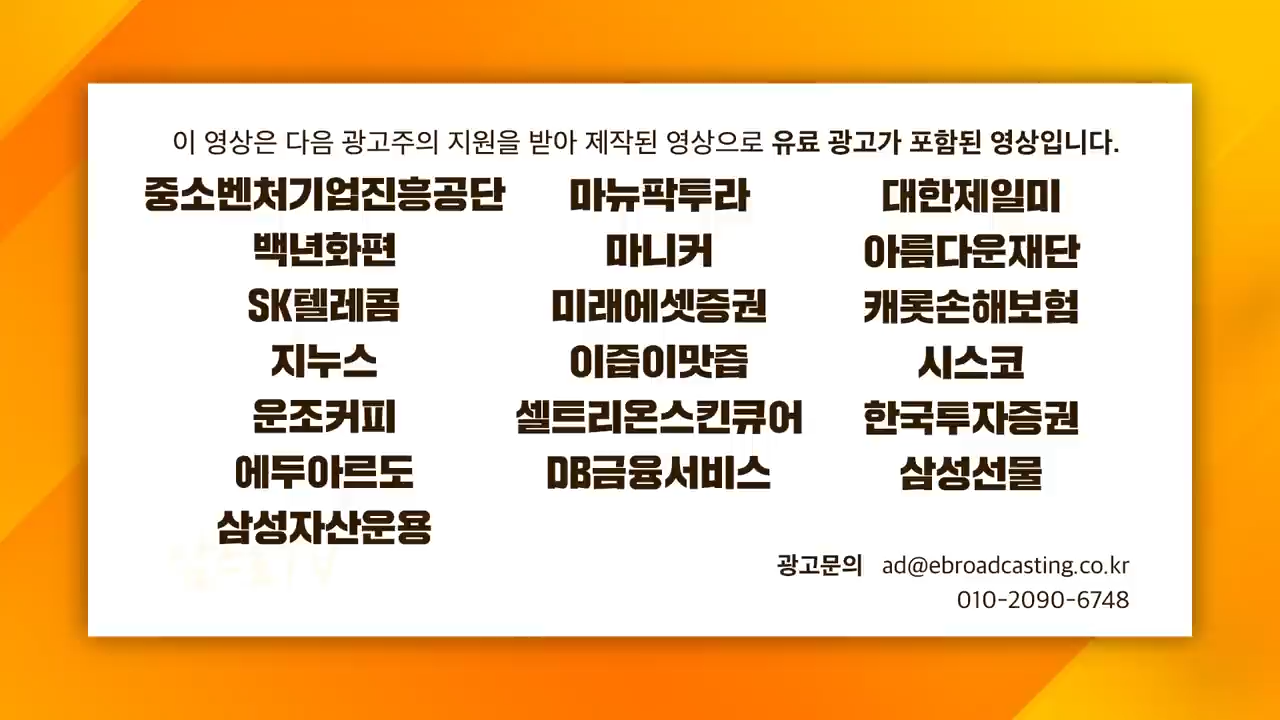 이 영상은 다음 광고주의 지원을 받아 제작된 영상으로 유료 광고가 포함된 영상입니다.
중소벤처기업진흥공단 마뉴팍투라 대한제일미
백년화편 마니커 아름다운재단
SK텔레콤 미래에셋증권 캐롯손해보험
지누스 이즙이맛즙 시스코
운조커피 셀트리온스킨큐어 한국투자증권
에두아르도 DB금융서비스 삼성선물
삼성자산운용
광고문의 ad@ebroadcasting.co.kr
010-2090-6748